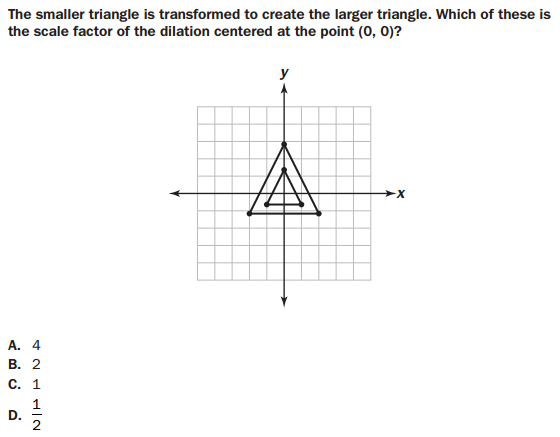 The smaller triangle is transformed to create the larger triangle. Which of these is
the scale factor of the dilation centered at the point (0, 0)?
y
x
A. 4
B. 2
C. 1
D. 1/2